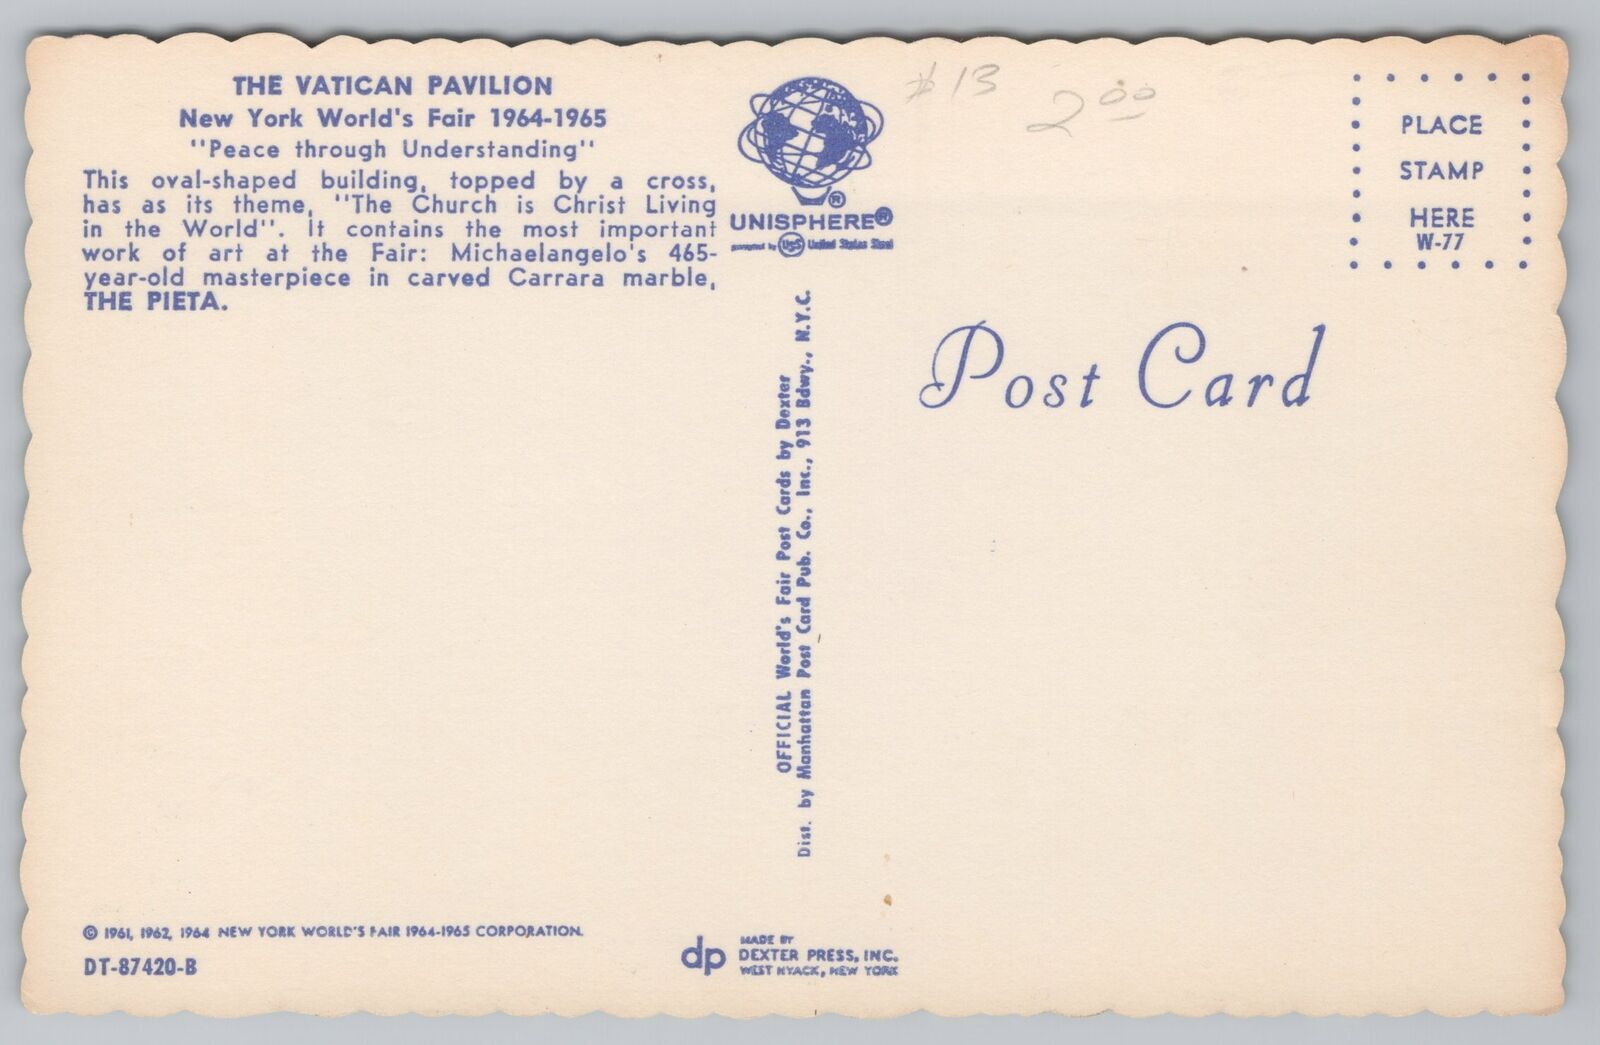 THE VATICAN PAVILION
New York World's Fair 1964-1965
"Peace through Understanding"
This oval-shaped building, topped by a cross,
has as its theme, "The Church is Christ Living
in the World". It contains the most important
work of art at the Fair: Michaelangelo's 465-
year-old masterpiece in carved Carrara marble,
THE PIETA.
®
UNISPHERE®
presented by USS United States Steel
# 13
2 00
PLACE
STAMP
HERE
W-77
Post Card
OFFICIAL World's Fair Post Cards by Dexter
Dist. by Manhattan Post Card Pub. Co., Inc., 913 Bdwy., N.Y.C.
© 1961, 1962, 1964 NEW YORK WORLD'S FAIR 1964-1965 CORPORATION.
DT-87420-B
dp
MADE BY
DEXTER PRESS, INC.
WEST NYACK, NEW YORK